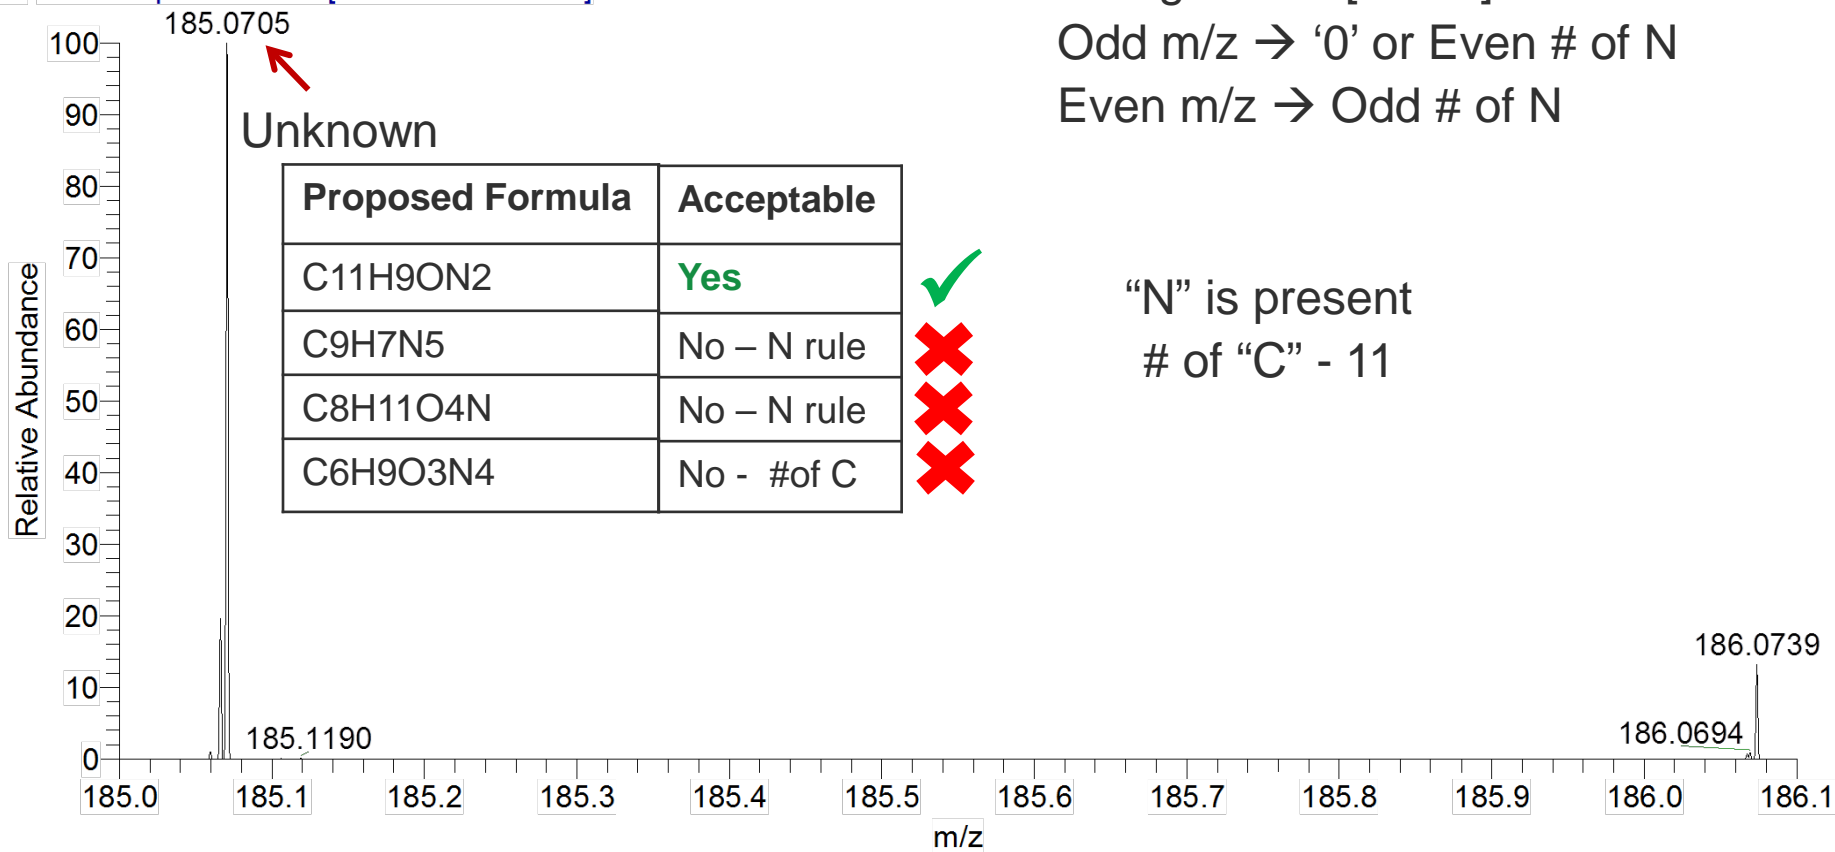 185.0705
Odd m/z → ‘0’ or Even # of N
Even m/z → Odd # of N
Unknown
Proposed Formula Acceptable
C11H9ON2 Yes
C9H7N5 No – N rule
C8H11O4N No – N rule
C6H9O3N4 No - #of C
“N” is present
# of “C” - 11
Relative Abundance
100
90
80
70
60
50
40
30
20
10
0
185.1190
186.0739
186.0694
185.0 185.1 185.2 185.3 185.4 185.5 185.6 185.7 185.8 185.9 186.0 186.1
m/z